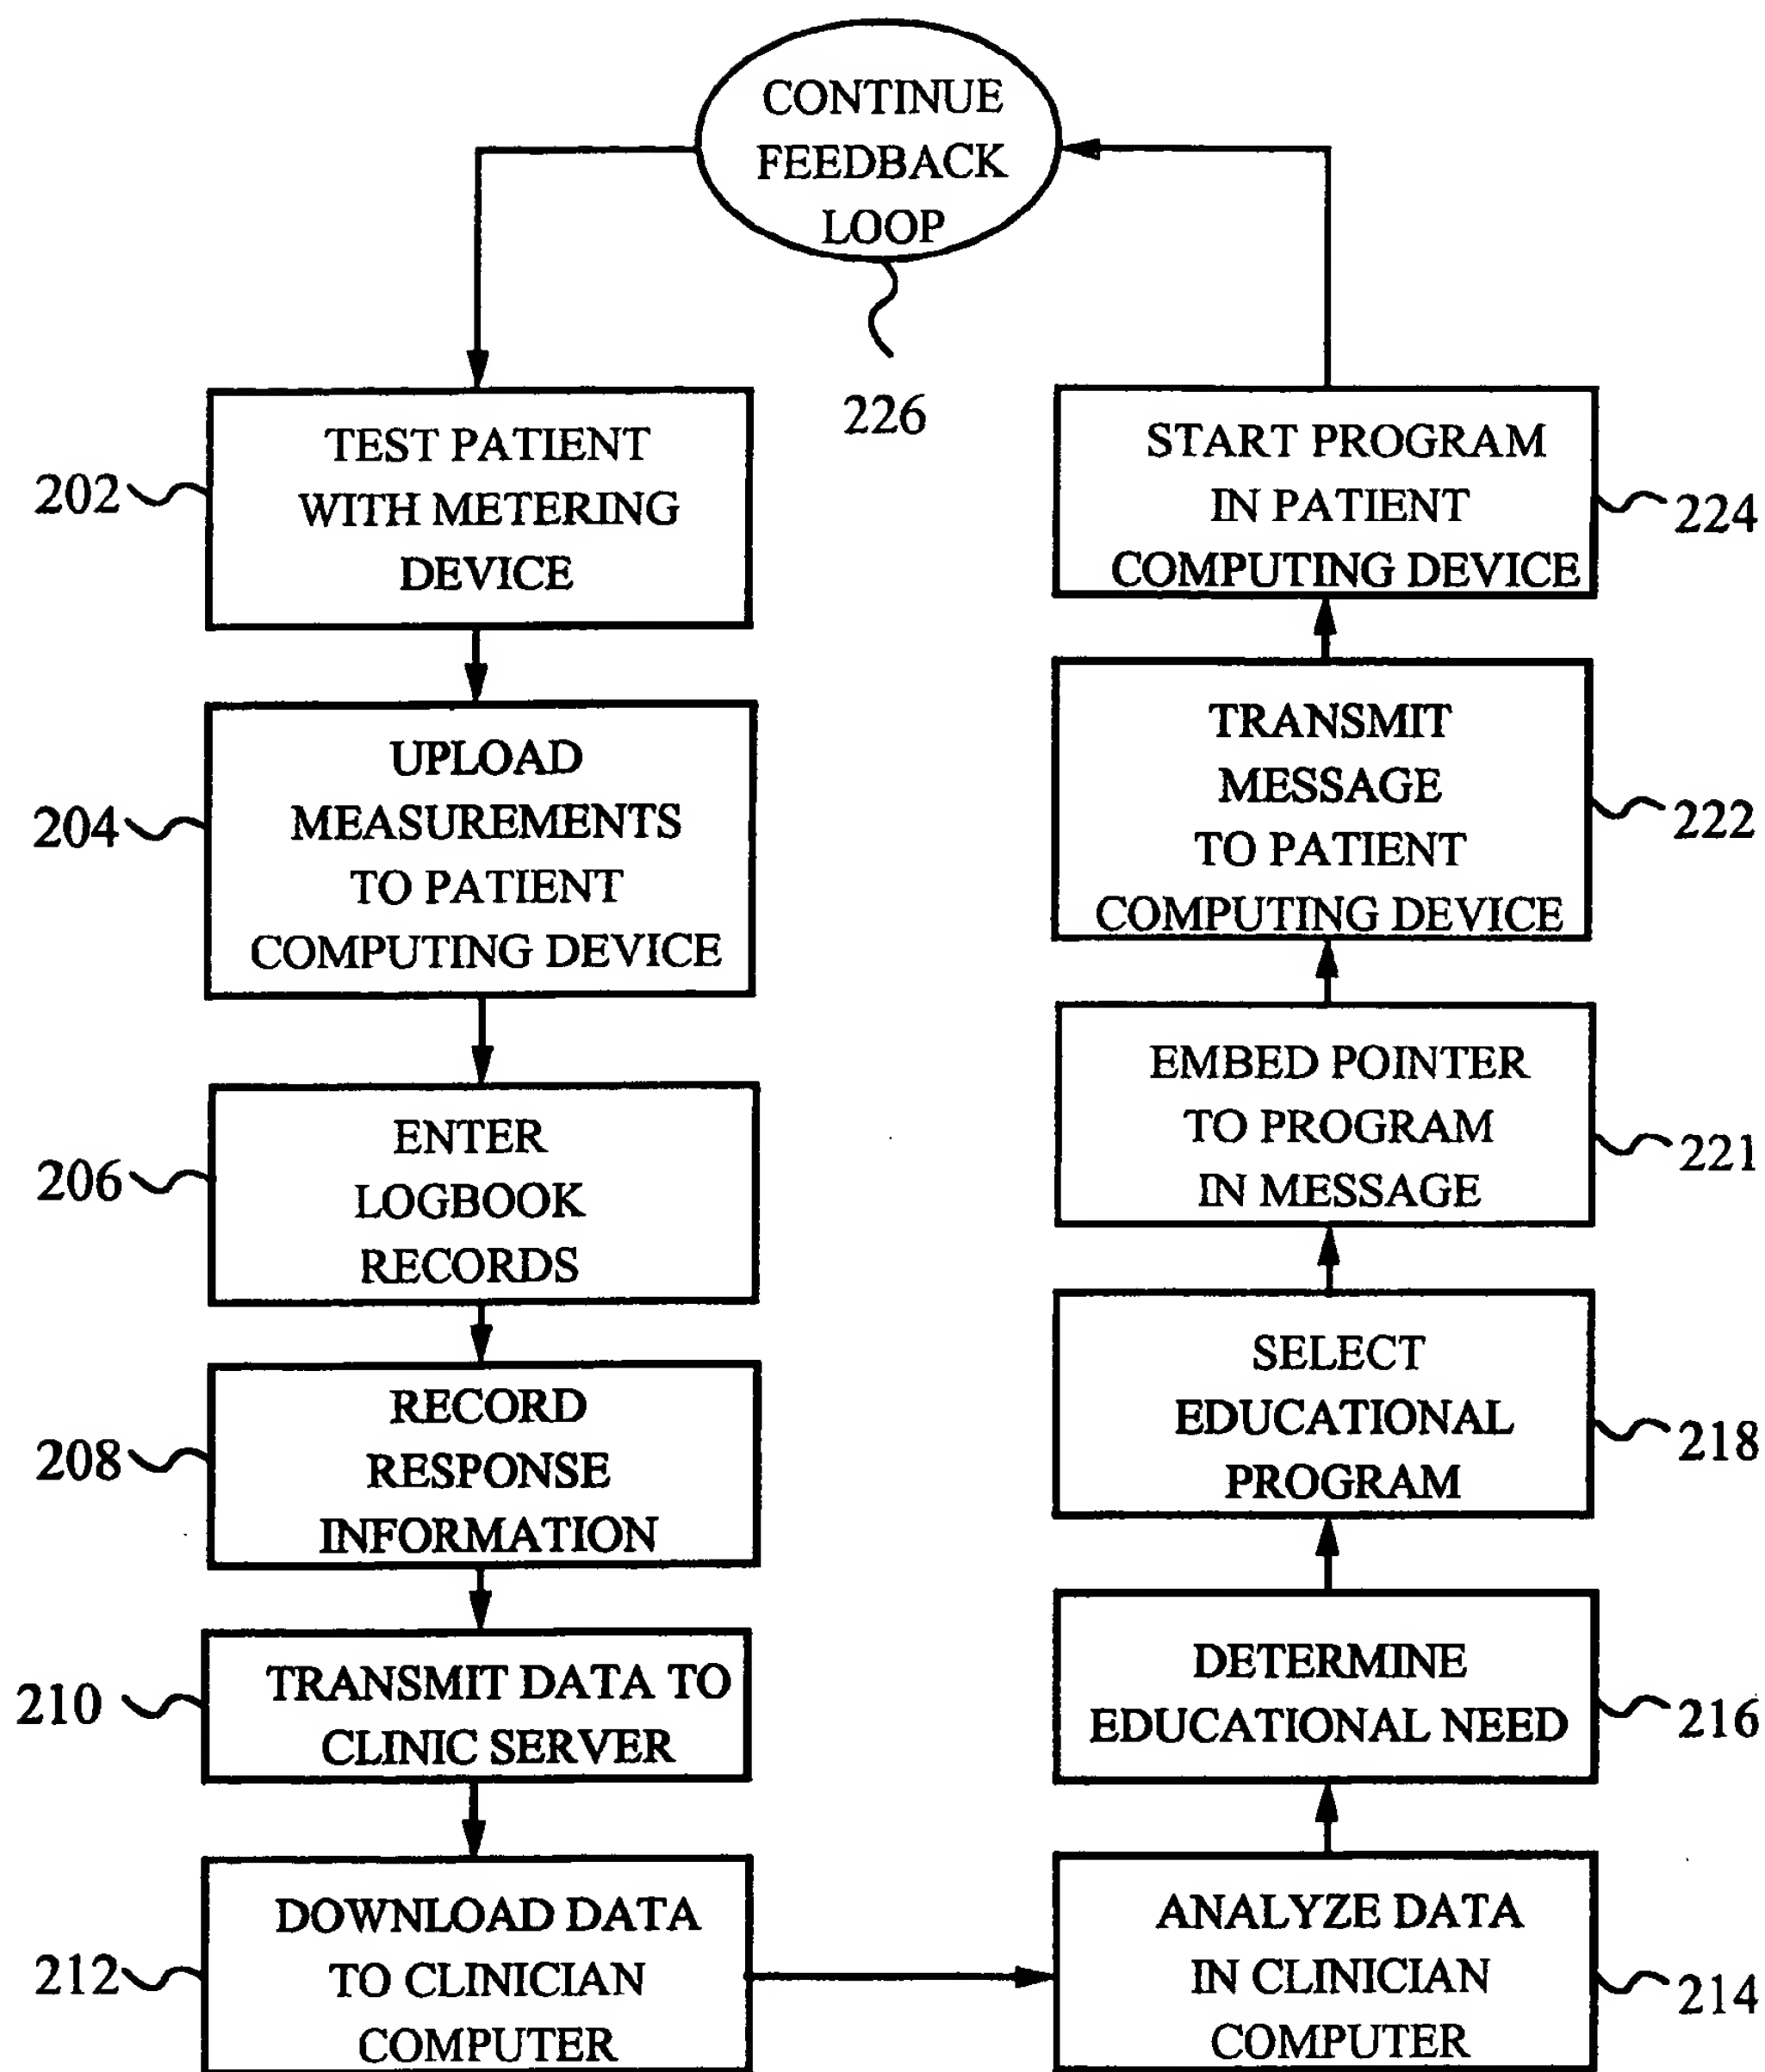 CONTINUE
FEEDBACK
LOOP
226
202
TEST PATIENT
WITH METERING
DEVICE
204
UPLOAD
MEASUREMENTS
TO PATIENT
COMPUTING DEVICE
206
ENTER
LOGBOOK
RECORDS
208
RECORD
RESPONSE
INFORMATION
210
TRANSMIT DATA TO
CLINIC SERVER
212
DOWNLOAD DATA
TO CLINICIAN
COMPUTER
ANALYZE DATA
IN CLINICIAN
COMPUTER
214
DETERMINE
EDUCATIONAL NEED
216
SELECT
EDUCATIONAL
PROGRAM
218
EMBED POINTER
TO PROGRAM
IN MESSAGE
221
TRANSMIT
MESSAGE
TO PATIENT
COMPUTING DEVICE
222
START PROGRAM
IN PATIENT
COMPUTING DEVICE
224